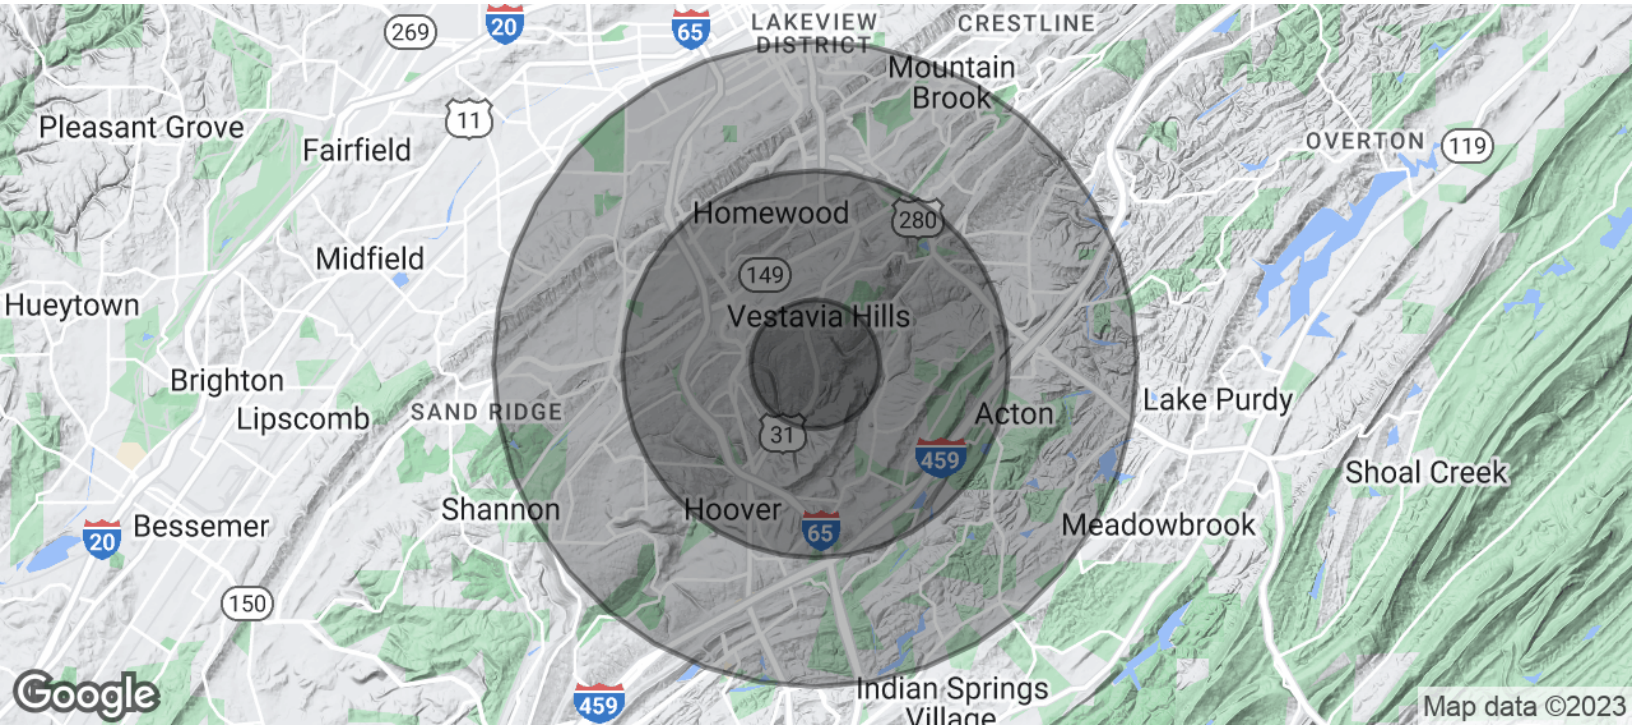 269
20
65
LAKEVIEW
DISTRICT
CRESTLINE
Mountain
Brook
Pleasant Grove
11
Fairfield
OVERTON
119
Homewood
280
Midfield
149
Hueytown
Vestavia Hills
Brighton
Lipscomb
SAND RIDGE
31
Acton
Lake Purdy
459
Shoal Creek
Shannon
Hoover
65
Meadowbrook
20
Bessemer
150
Google
459
Indian Springs
Village
Map data ©2023